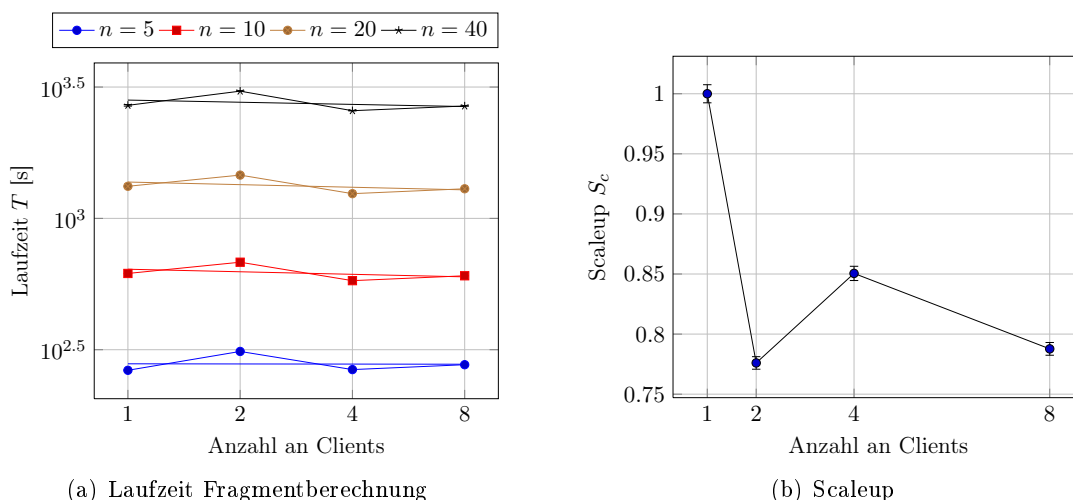 n = 5 n = 10 n = 20 n = 40
10^3.5
10^3
10^2.5
Laufzeit T [s]
1 2 4 8
Anzahl an Clients
(a) Laufzeit Fragmentberechnung
1
0.95
0.9
0.85
0.8
0.75
Scaleup S_c
1 2 4 8
Anzahl an Clients
(b) Scaleup